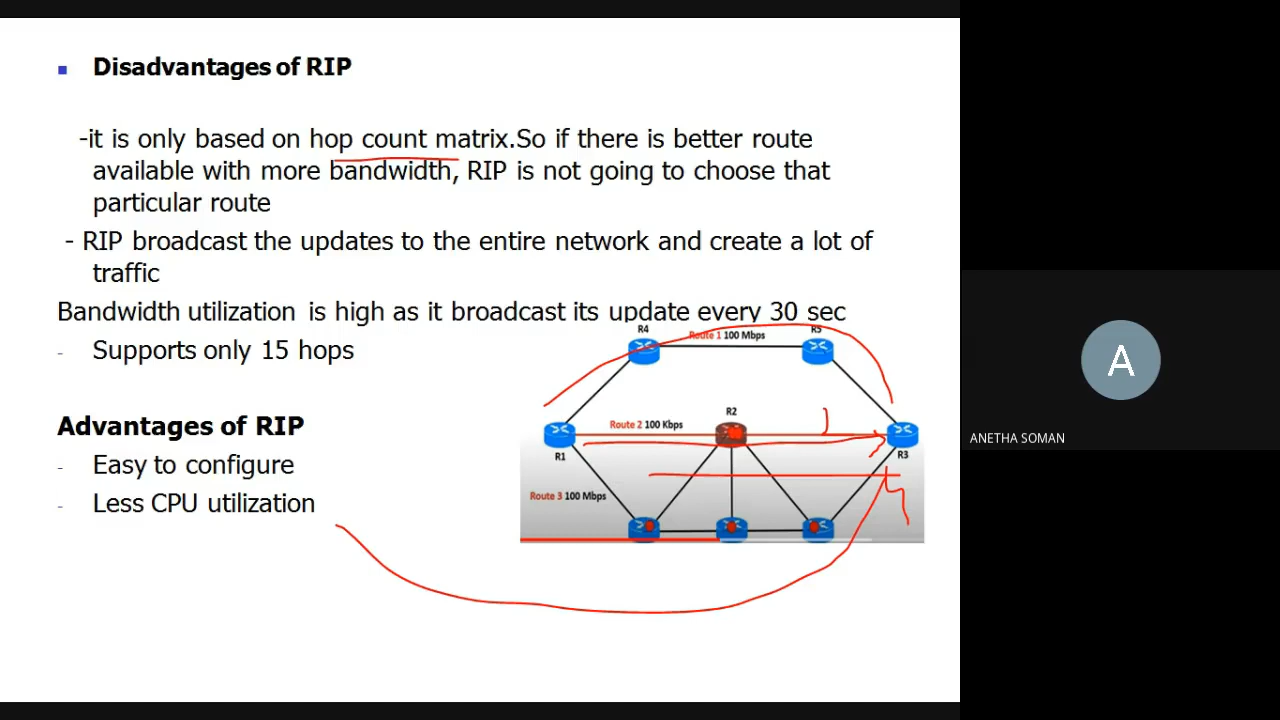 ▪ Disadvantages of RIP
-it is only based on hop count matrix.So if there is better route
available with more bandwidth, RIP is not going to choose that
particular route
- RIP broadcast the updates to the entire network and create a lot of
traffic
Bandwidth utilization is high as it broadcast its update every 30 sec
- Supports only 15 hops
Advantages of RIP
- Easy to configure
- Less CPU utilization
R4
Route 1 100 Mbps
R5
R2
Route 2 100 Kbps
R1
R3
Route 3 100 Mbps
A
ANETHA SOMAN